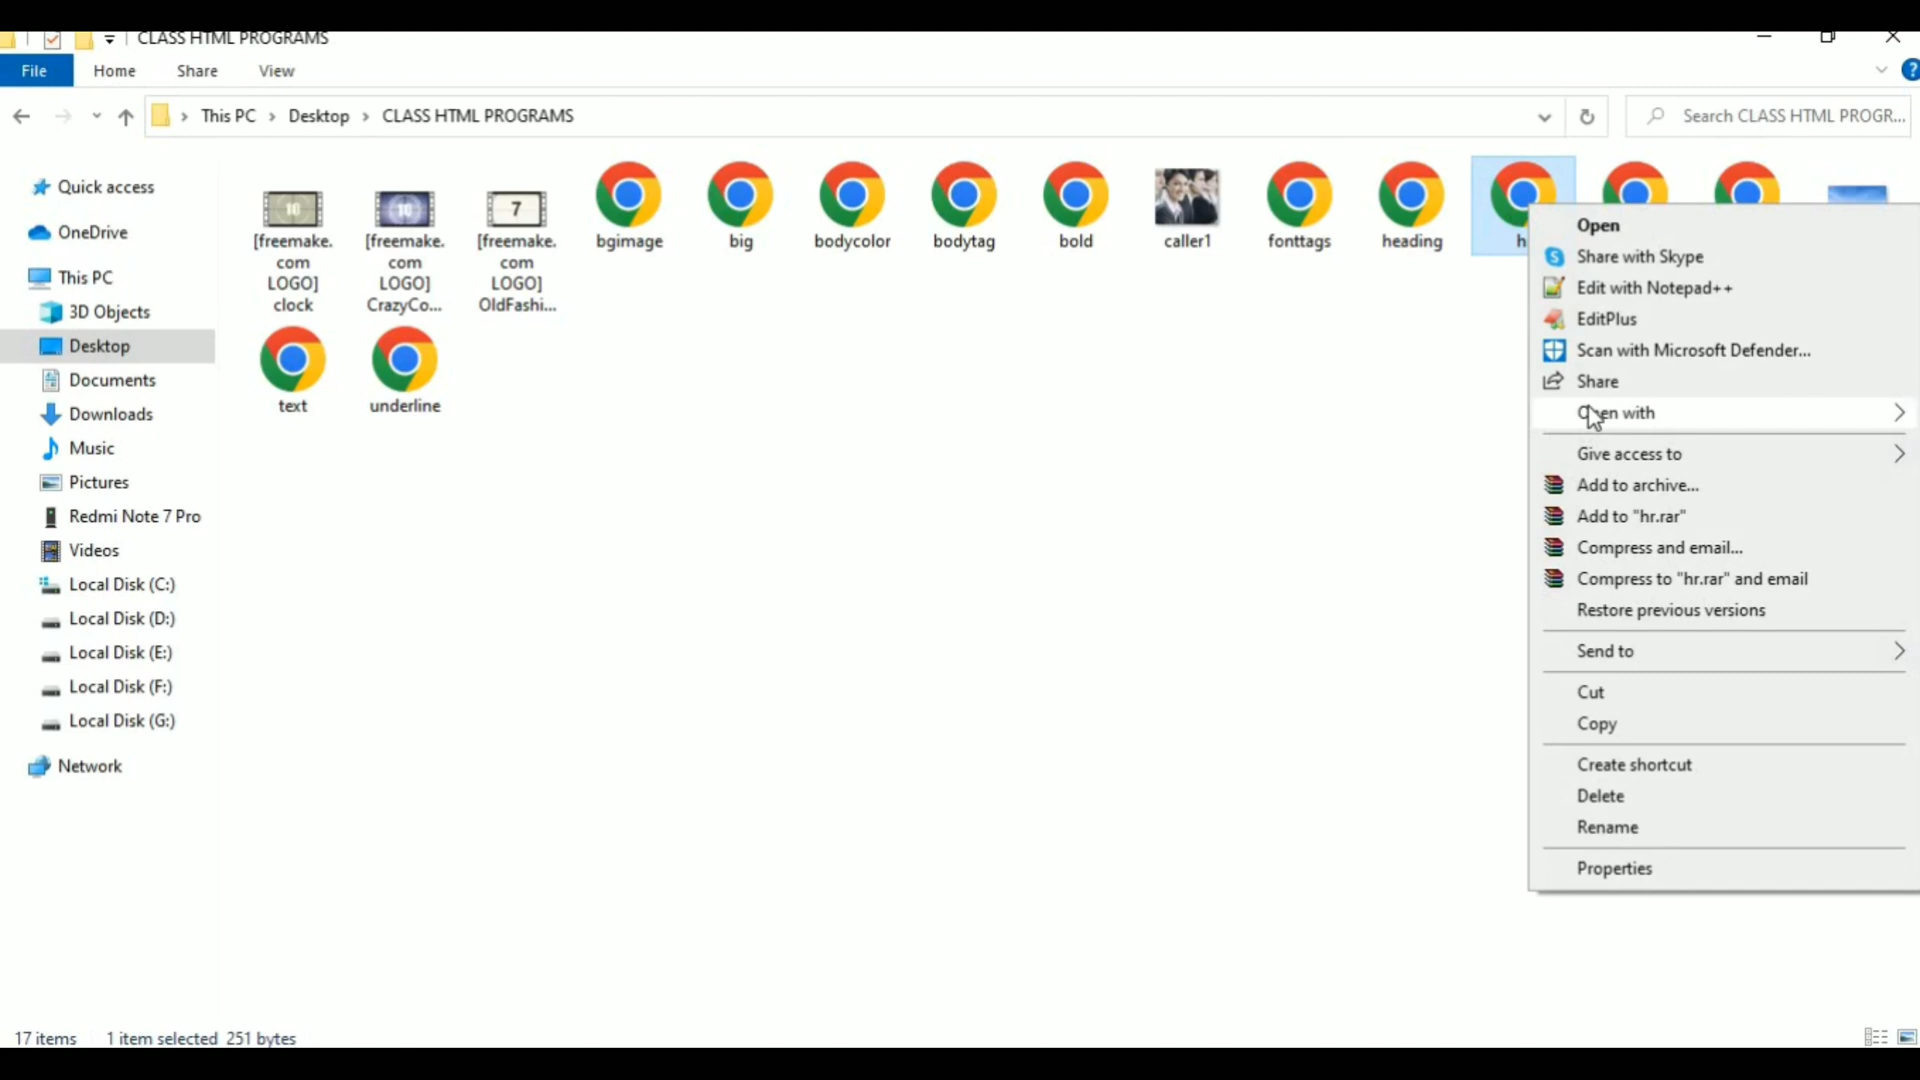 CLASS HTML PROGRAMS
File Home Share View
This PC Desktop CLASS HTML PROGRAMS
Search CLASS HTML PROGR...
Quick access
OneDrive
This PC
3D Objects
Desktop
Documents
Downloads
Music
Pictures
Redmi Note 7 Pro
Videos
Local Disk (C:)
Local Disk (D:)
Local Disk (E:)
Local Disk (F:)
Local Disk (G:)
Network
10
[freemake.
com
LOGO]
clock
10
[freemake.
com
LOGO]
CrazyCo...
7
[freemake.
com
LOGO]
OldFashi...
bgimage
big
bodycolor
bodytag
bold
caller1
fonttags
heading
text
underline
Open
Share with Skype
Edit with Notepad++
EditPlus
Scan with Microsoft Defender...
Share
Open with
Give access to
Add to archive...
Add to "hr.rar"
Compress and email...
Compress to "hr.rar" and email
Restore previous versions
Send to
Cut
Copy
Create shortcut
Delete
Rename
Properties
17 items 1 item selected 251 bytes